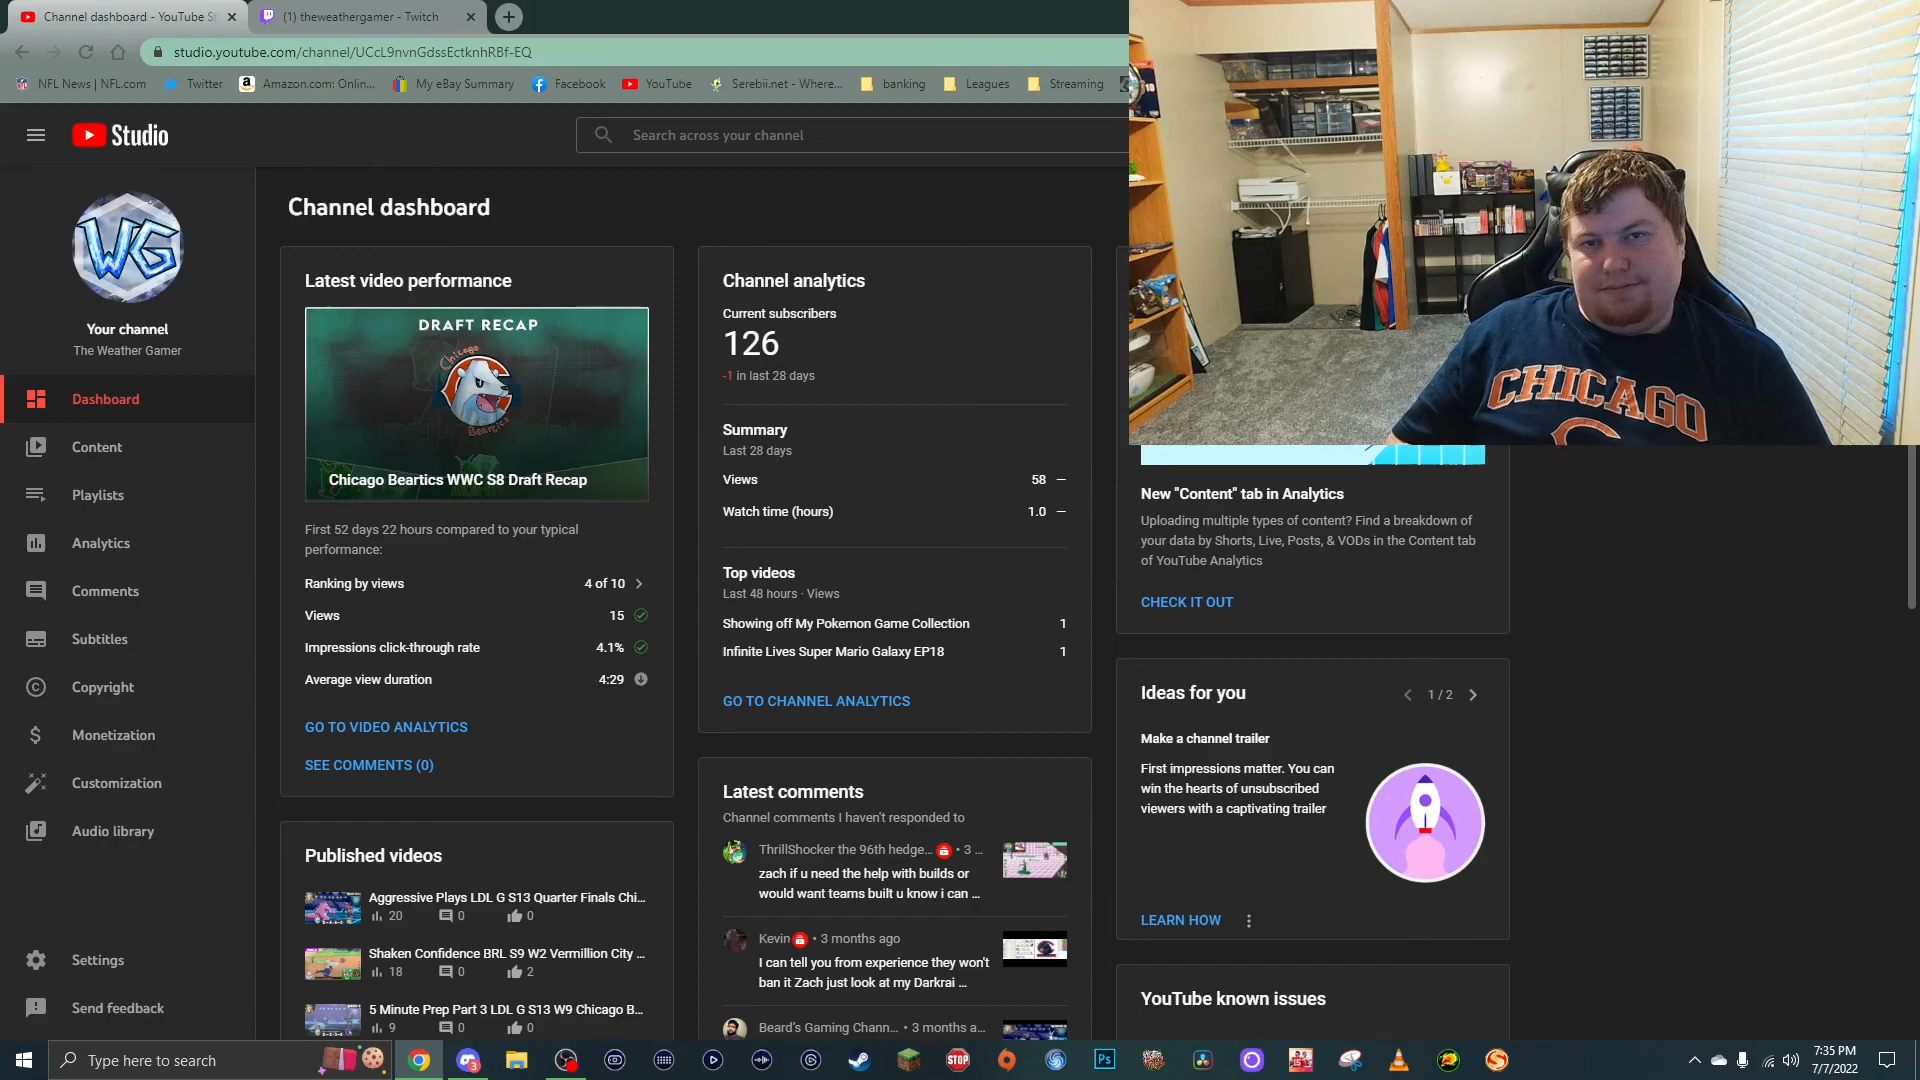 Channel dashboard - YouTube St
(1) theweathergamer - Twitch
studio.youtube.com/channel/UCcL9nvnGdssEctknhRBf-EQ
NFL News | NFL.com
Twitter
Amazon.com: Onlin...
My eBay Summary
Facebook
YouTube
Serebii.net - Where...
banking
Leagues
Streaming
Studio
Search across your channel
WG
Your channel
The Weather Gamer
Dashboard
Content
Playlists
Analytics
Comments
Subtitles
Copyright
Monetization
Customization
Audio library
Settings
Send feedback
Channel dashboard
Latest video performance
DRAFT RECAP
Chicago
Beartics
Chicago Beartics WWC S8 Draft Recap
First 52 days 22 hours compared to your typical
performance:
Ranking by views 4 of 10
Views 15
Impressions click-through rate 4.1%
Average view duration 4:29
GO TO VIDEO ANALYTICS
SEE COMMENTS (0)
Published videos
Aggressive Plays LDL G S13 Quarter Finals Chi...
20 0 0
Shaken Confidence BRL S9 W2 Vermillion City ...
18 0 2
5 Minute Prep Part 3 LDL G S13 W9 Chicago B...
9 0 0
Channel analytics
Current subscribers
126
-1 in last 28 days
Summary
Last 28 days
Views 58 —
Watch time (hours) 1.0 —
Top videos
Last 48 hours · Views
Showing off My Pokemon Game Collection 1
Infinite Lives Super Mario Galaxy EP18 1
GO TO CHANNEL ANALYTICS
Latest comments
Channel comments I haven't responded to
ThrillShocker the 96th hedge... • 3 ...
zach if u need the help with builds or
would want teams built u know i can ...
Kevin • 3 months ago
I can tell you from experience they won't
ban it Zach just look at my Darkrai ...
Beard's Gaming Chann... • 3 months a...
CHICAGO
New "Content" tab in Analytics
Uploading multiple types of content? Find a breakdown of
your data by Shorts, Live, Posts, & VODs in the Content tab
of YouTube Analytics
CHECK IT OUT
Ideas for you
1 / 2
Make a channel trailer
First impressions matter. You can
win the hearts of unsubscribed
viewers with a captivating trailer
LEARN HOW
YouTube known issues
Type here to search
3
STOP
Ps
7:35 PM
7/7/2022